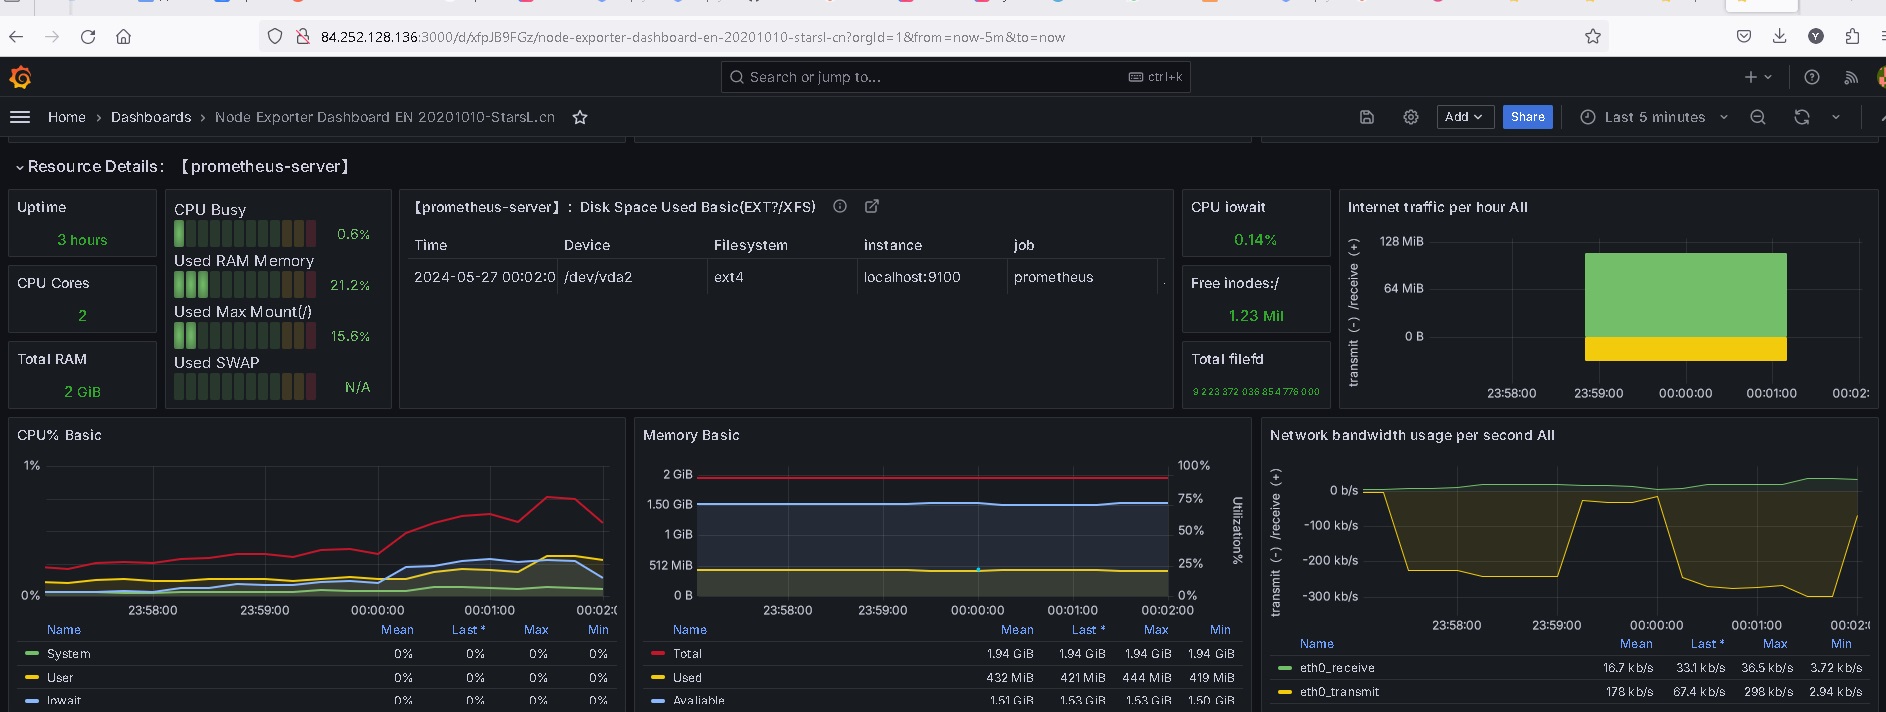 84.252.128.136:3000/d/xfpJB9FGz/node-exporter-dashboard-en-20201010-starsl-cn?orgId=1&from=now-5m&to=now
Search or jump to...
ctrl+k
Home › Dashboards › Node Exporter Dashboard EN 20201010-StarsL.cn
Add
Share
Last 5 minutes
Resource Details: 【prometheus-server】
Uptime
3 hours
CPU Cores
2
Total RAM
2 GiB
CPU Busy
0.6%
Used RAM Memory
21.2%
Used Max Mount(/)
15.6%
Used SWAP
N/A
【prometheus-server】: Disk Space Used Basic(EXT?/XFS)
Time Device Filesystem instance job
2024-05-27 00:02:0 /dev/vda2 ext4 localhost:9100 prometheus
CPU iowait
0.14%
Free inodes:/
1.23 Mil
Total filefd
9 223 372 036 854 776 000
Internet traffic per hour All
transmit (-) /receive (+)
128 MiB
64 MiB
0 B
23:58:00 23:59:00 00:00:00 00:01:00 00:02:
CPU% Basic
1%
0%
23:58:00 23:59:00 00:00:00 00:01:00 00:02:0
Name Mean Last * Max Min
System 0% 0% 0% 0%
User 0% 0% 0% 0%
Iowait 0% 0% 0% 0%
Memory Basic
2 GiB
1.50 GiB
1 GiB
512 MiB
0 B
100%
75%
50%
25%
0%
Utilization%
23:58:00 23:59:00 00:00:00 00:01:00 00:02:00
Name Mean Last * Max Min
Total 1.94 GiB 1.94 GiB 1.94 GiB 1.94 GiB
Used 432 MiB 421 MiB 444 MiB 419 MiB
Avaliable 1.51 GiB 1.53 GiB 1.53 GiB 1.50 GiB
Network bandwidth usage per second All
transmit (-) /receive (+)
0 b/s
-100 kb/s
-200 kb/s
-300 kb/s
23:58:00 23:59:00 00:00:00 00:01:00 00:02:0
Name Mean Last * Max Min
eth0_receive 16.7 kb/s 33.1 kb/s 36.5 kb/s 3.72 kb/s
eth0_transmit 178 kb/s 67.4 kb/s 298 kb/s 2.94 kb/s